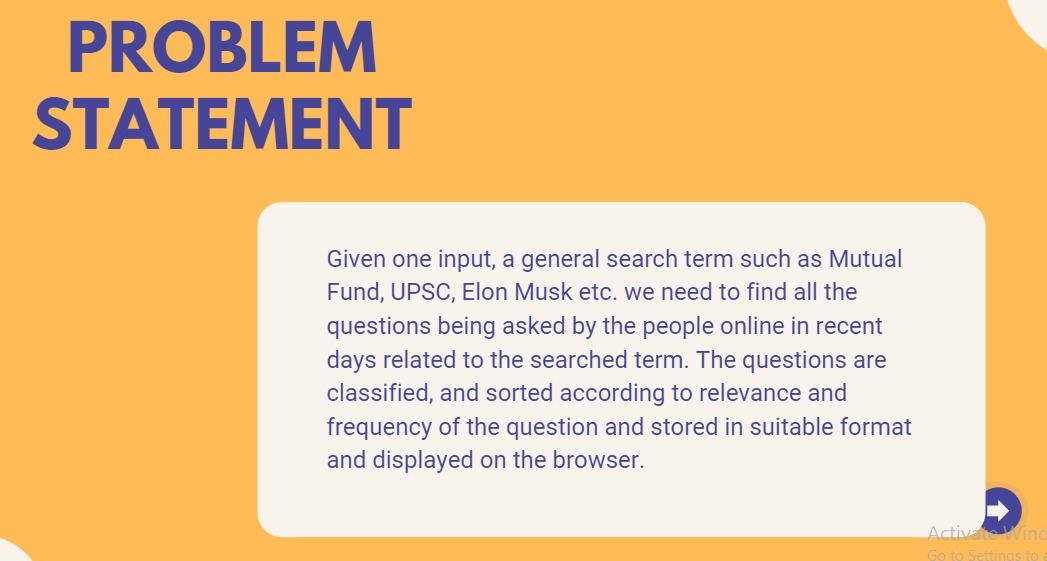 PROBLEM
STATEMENT
Given one input, a general search term such as Mutual
Fund, UPSC, Elon Musk etc. we need to find all the
questions being asked by the people online in recent
days related to the searched term. The questions are
classified, and sorted according to relevance and
frequency of the question and stored in suitable format
and displayed on the browser.
Activate Wind
Go to Settings to a